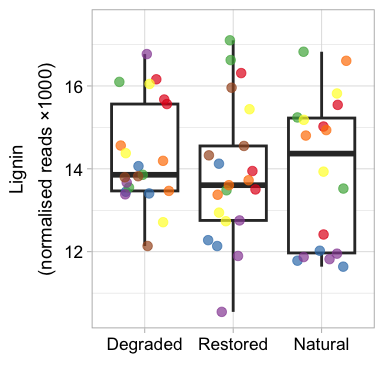 Lignin
(normalised reads ×1000)
16
14
12
Degraded Restored Natural